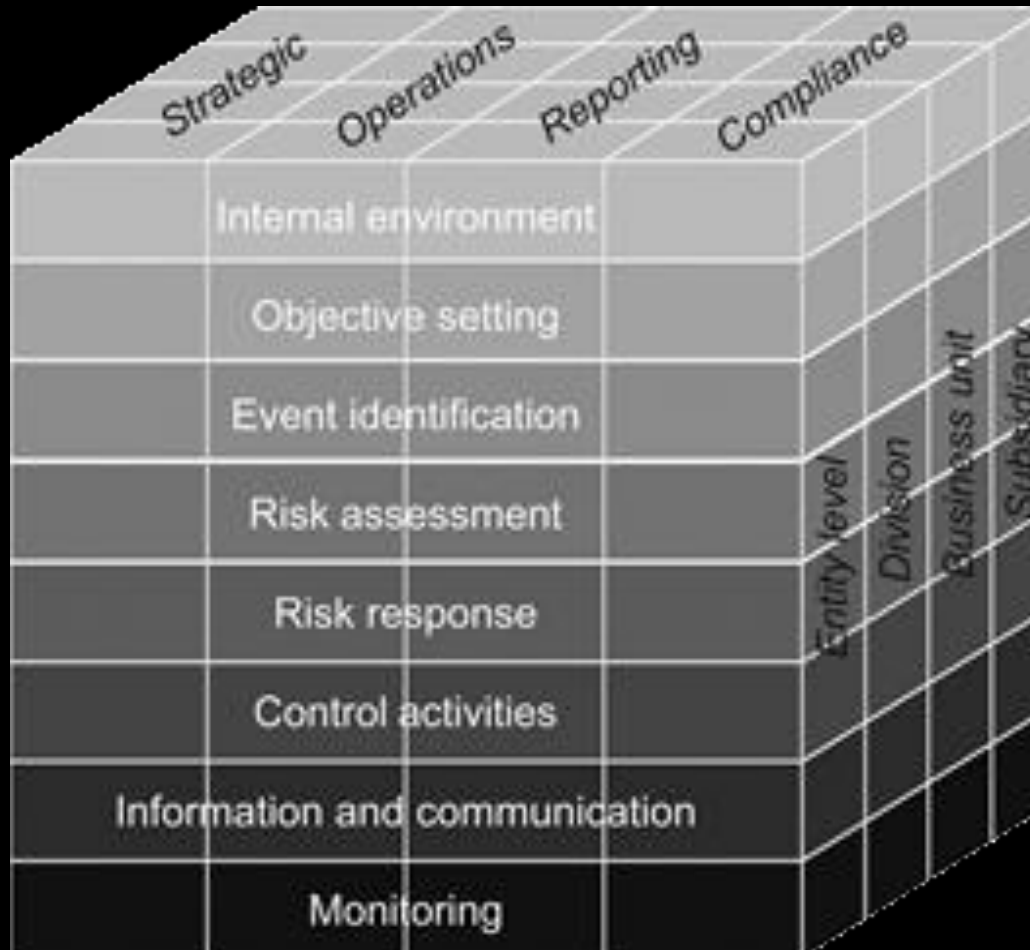 Strategic
Operations
Reporting
Compliance
Internal environment
Objective setting
Event identification
Risk assessment
Risk response
Control activities
Information and communication
Monitoring
Entity level
Division
Business unit
Subsidiary